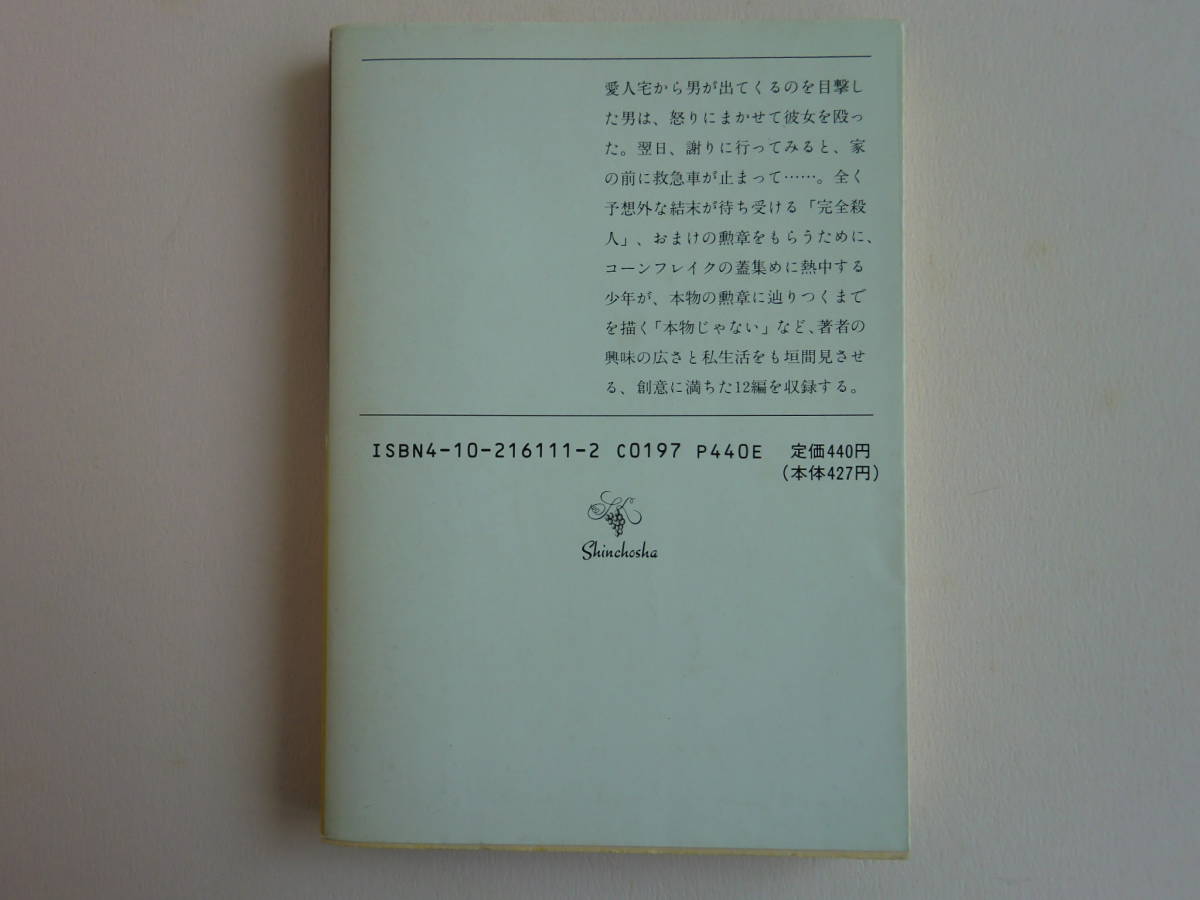 愛人宅から男が出てくるのを目撃し
た男は、怒りにまかせて彼女を殴っ
た。翌日、謝りに行ってみると、家
の前に救急車が止まって……。全く
予想外な結末が待ち受ける「完全殺
人」、おまけの勲章をもらうために、
コーンフレイクの蓋集めに熱中する
少年が、本物の勲章に辿りつくまで
を描く「本物じゃない」など、著者の
興味の広さと私生活をも垣間見させ
る、創意に満ちた12編を収録する。
ISBN4-10-216111-2 C0197 P440E 定価440円
(本体427円)
Shinchosha